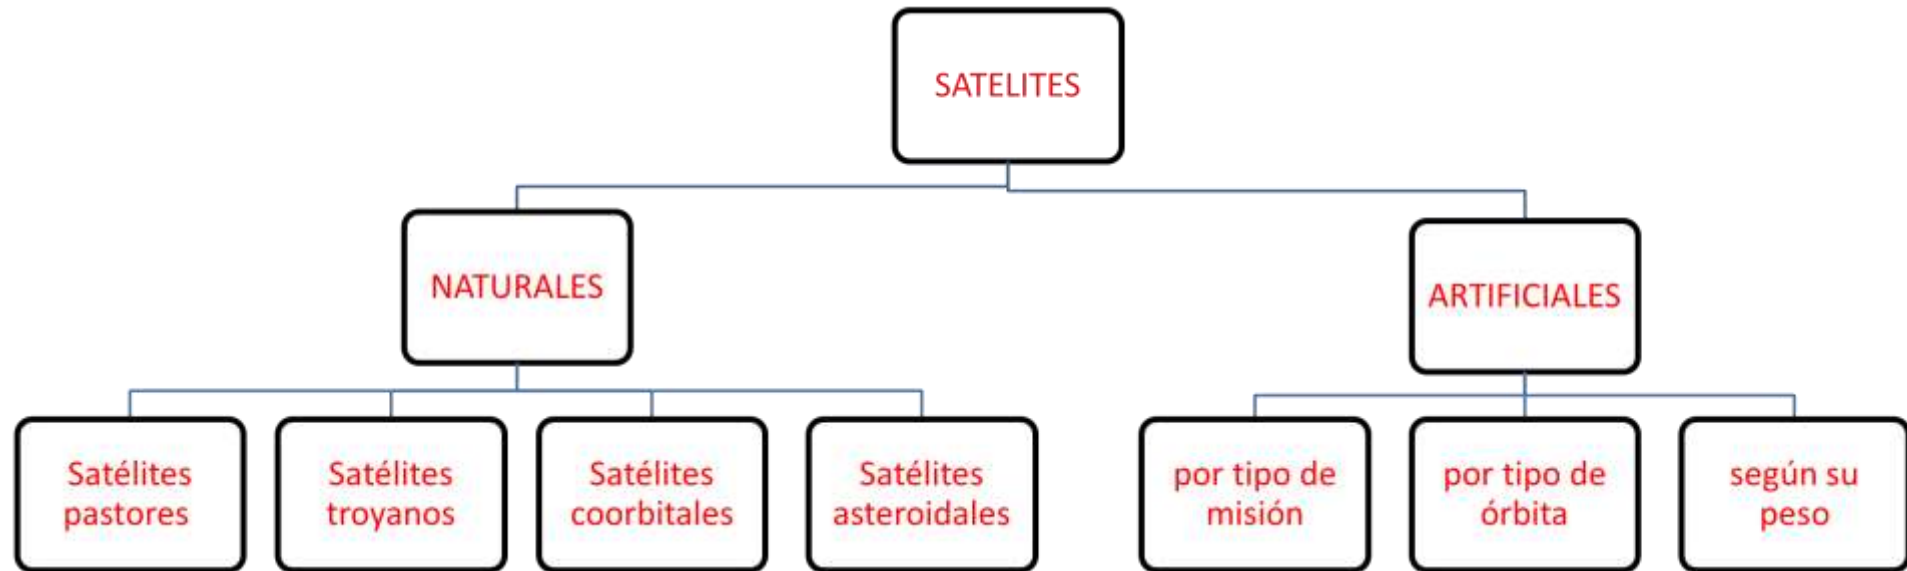 SATELITES
NATURALES
ARTIFICIALES
Satélites
pastores
Satélites
troyanos
Satélites
coorbitales
Satélites
asteroidales
por tipo de
misión
por tipo de
órbita
según su
peso